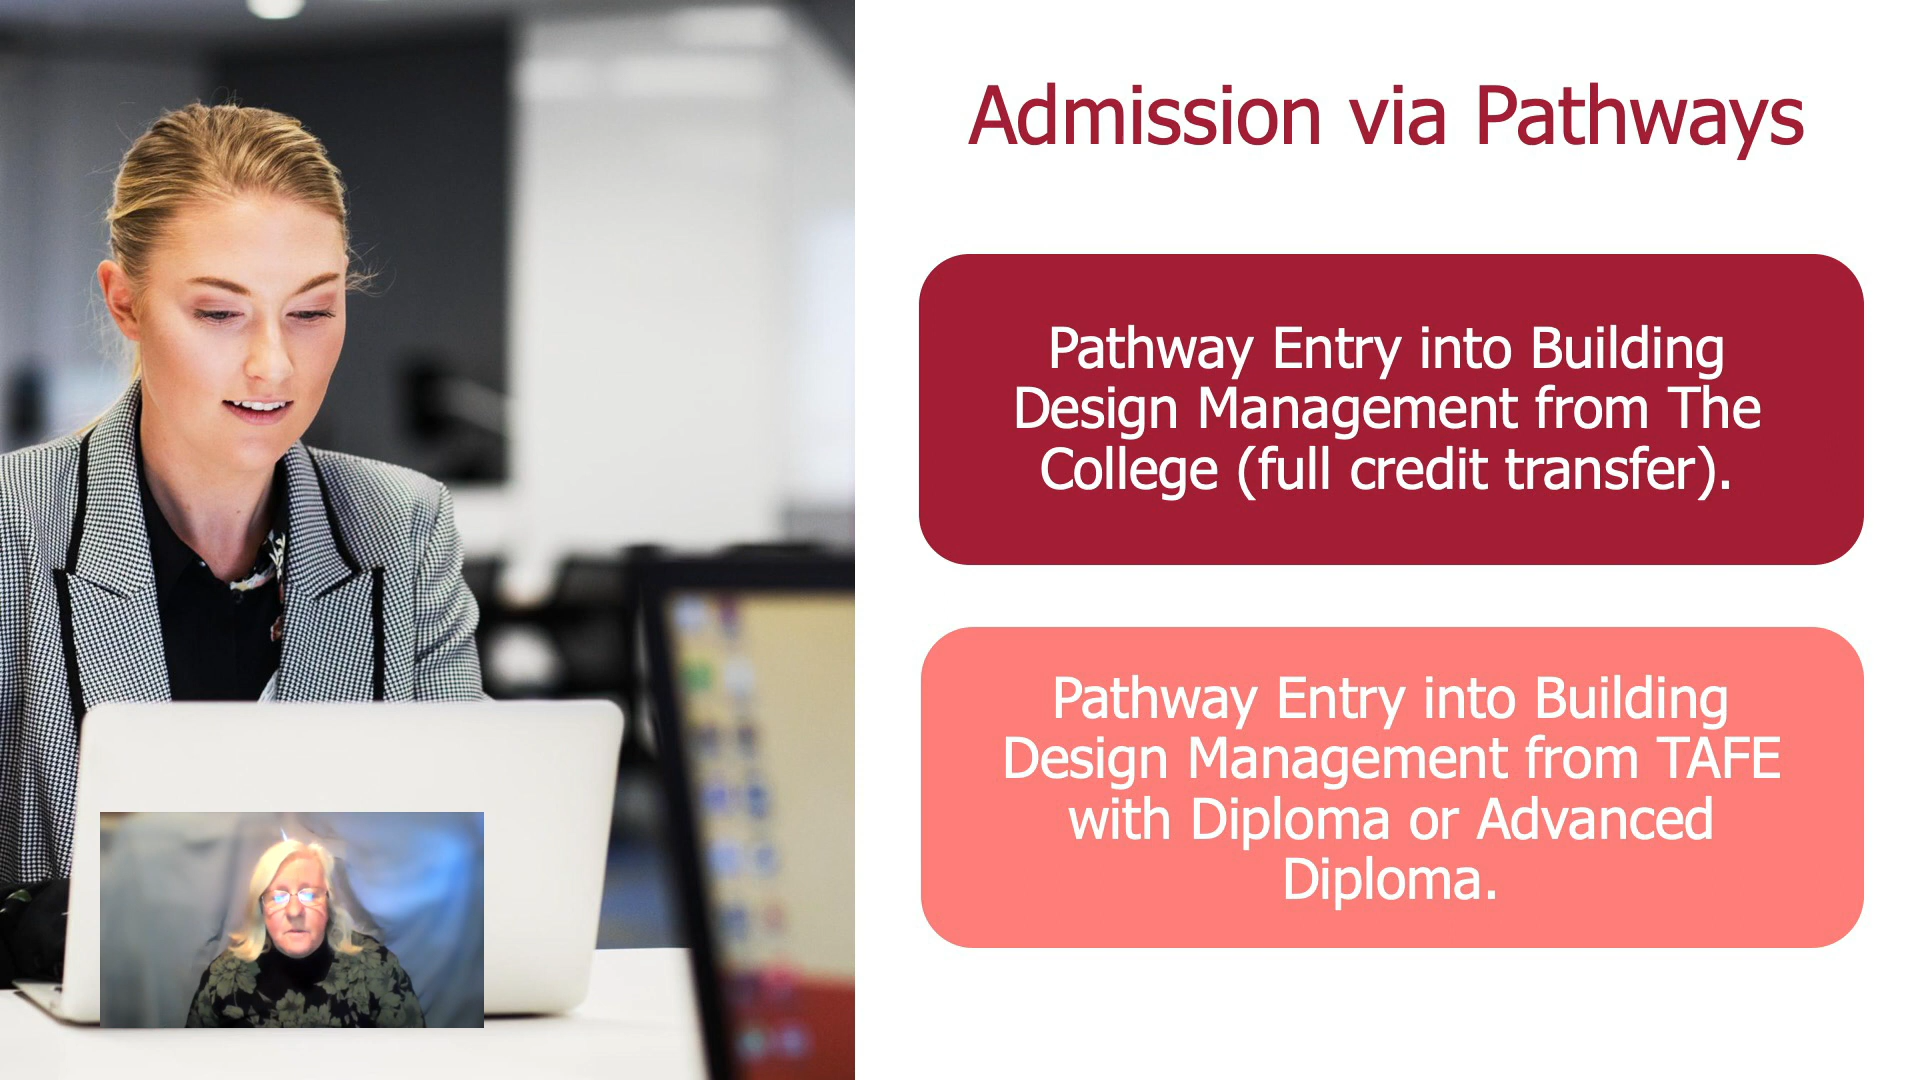 Admission via Pathways
Pathway Entry into Building
Design Management from The
College (full credit transfer).
Pathway Entry into Building
Design Management from TAFE
with Diploma or Advanced
Diploma.